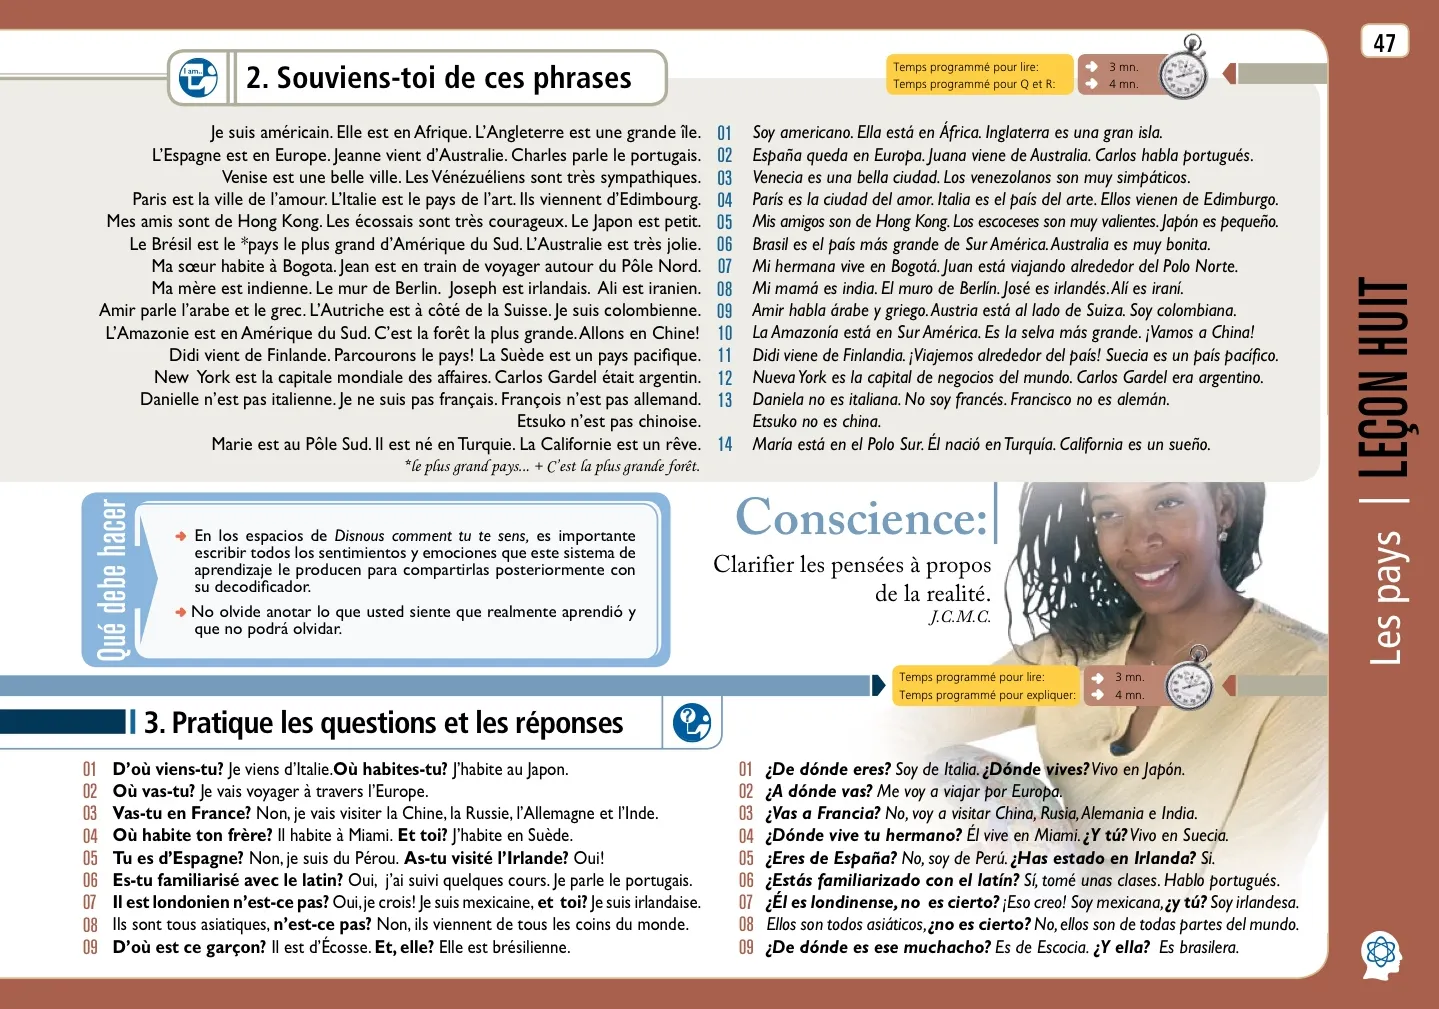 47
I am...
2. Souviens-toi de ces phrases
Temps programmé pour lire: 3 mn.
Temps programmé pour Q et R: 4 mn.
Je suis américain. Elle est en Afrique. L'Angleterre est une grande île. 01 Soy americano. Ella está en África. Inglaterra es una gran isla.
L'Espagne est en Europe. Jeanne vient d'Australie. Charles parle le portugais. 02 España queda en Europa. Juana viene de Australia. Carlos habla portugués.
Venise est une belle ville. Les Vénézuéliens sont très sympathiques. 03 Venecia es una bella ciudad. Los venezolanos son muy simpáticos.
Paris est la ville de l'amour. L'Italie est le pays de l'art. Ils viennent d'Edimbourg. 04 París es la ciudad del amor. Italia es el país del arte. Ellos vienen de Edimburgo.
Mes amis sont de Hong Kong. Les écossais sont très courageux. Le Japon est petit. 05 Mis amigos son de Hong Kong. Los escoceses son muy valientes. Japón es pequeño.
Le Brésil est le *pays le plus grand d'Amérique du Sud. L'Australie est très jolie. 06 Brasil es el país más grande de Sur América. Australia es muy bonita.
Ma sœur habite à Bogota. Jean est en train de voyager autour du Pôle Nord. 07 Mi hermana vive en Bogotá. Juan está viajando alrededor del Polo Norte.
Ma mère est indienne. Le mur de Berlin. Joseph est irlandais. Ali est iranien. 08 Mi mamá es india. El muro de Berlín. José es irlandés. Alí es iraní.
Amir parle l'arabe et le grec. L'Autriche est à côté de la Suisse. Je suis colombienne. 09 Amir habla árabe y griego. Austria está al lado de Suiza. Soy colombiana.
L'Amazonie est en Amérique du Sud. C'est la forêt la plus grande. Allons en Chine! 10 La Amazonía está en Sur América. Es la selva más grande. ¡Vamos a China!
Didi vient de Finlande. Parcourons le pays! La Suède est un pays pacifique. 11 Didi viene de Finlandia. ¡Viajemos alrededor del país! Suecia es un país pacífico.
New York est la capitale mondiale des affaires. Carlos Gardel était argentin. 12 Nueva York es la capital de negocios del mundo. Carlos Gardel era argentino.
Danielle n'est pas italienne. Je ne suis pas français. François n'est pas allemand. 13 Daniela no es italiana. No soy francés. Francisco no es alemán.
Etsuko n'est pas chinoise. Etsuko no es china.
Marie est au Pôle Sud. Il est né en Turquie. La Californie est un rêve. 14 María está en el Polo Sur. Él nació en Turquía. California es un sueño.
*le plus grand pays... + C'est la plus grande forêt.
Qué debe hacer
En los espacios de Disnous comment tu te sens, es importante
escribir todos los sentimientos y emociones que este sistema de
aprendizaje le producen para compartirlas posteriormente con
su decodificador.
No olvide anotar lo que usted siente que realmente aprendió y
que no podrá olvidar.
Conscience:
Clarifier les pensées à propos
de la realité.
J.C.M.C.
Les pays | LEÇON HUIT
Temps programmé pour lire: 3 mn.
Temps programmé pour expliquer: 4 mn.
3. Pratique les questions et les réponses
?
01 D'où viens-tu? Je viens d'Italie.Où habites-tu? J'habite au Japon.
02 Où vas-tu? Je vais voyager à travers l'Europe.
03 Vas-tu en France? Non, je vais visiter la Chine, la Russie, l'Allemagne et l'Inde.
04 Où habite ton frère? Il habite à Miami. Et toi? J'habite en Suède.
05 Tu es d'Espagne? Non, je suis du Pérou. As-tu visité l'Irlande? Oui!
06 Es-tu familiarisé avec le latin? Oui, j'ai suivi quelques cours. Je parle le portugais.
07 Il est londonien n'est-ce pas? Oui, je crois! Je suis mexicaine, et toi? Je suis irlandaise.
08 Ils sont tous asiatiques, n'est-ce pas? Non, ils viennent de tous les coins du monde.
09 D'où est ce garçon? Il est d'Écosse. Et, elle? Elle est brésilienne.
01 ¿De dónde eres? Soy de Italia. ¿Dónde vives? Vivo en Japón.
02 ¿A dónde vas? Me voy a viajar por Europa.
03 ¿Vas a Francia? No, voy a visitar China, Rusia, Alemania e India.
04 ¿Dónde vive tu hermano? Él vive en Miami. ¿Y tú? Vivo en Suecia.
05 ¿Eres de España? No, soy de Perú. ¿Has estado en Irlanda? Si.
06 ¿Estás familiarizado con el latín? Sí, tomé unas clases. Hablo portugués.
07 ¿Él es londinense, no es cierto? ¡Eso creo! Soy mexicana, ¿y tú? Soy irlandesa.
08 Ellos son todos asiáticos, ¿no es cierto? No, ellos son de todas partes del mundo.
09 ¿De dónde es ese muchacho? Es de Escocia. ¿Y ella? Es brasilera.